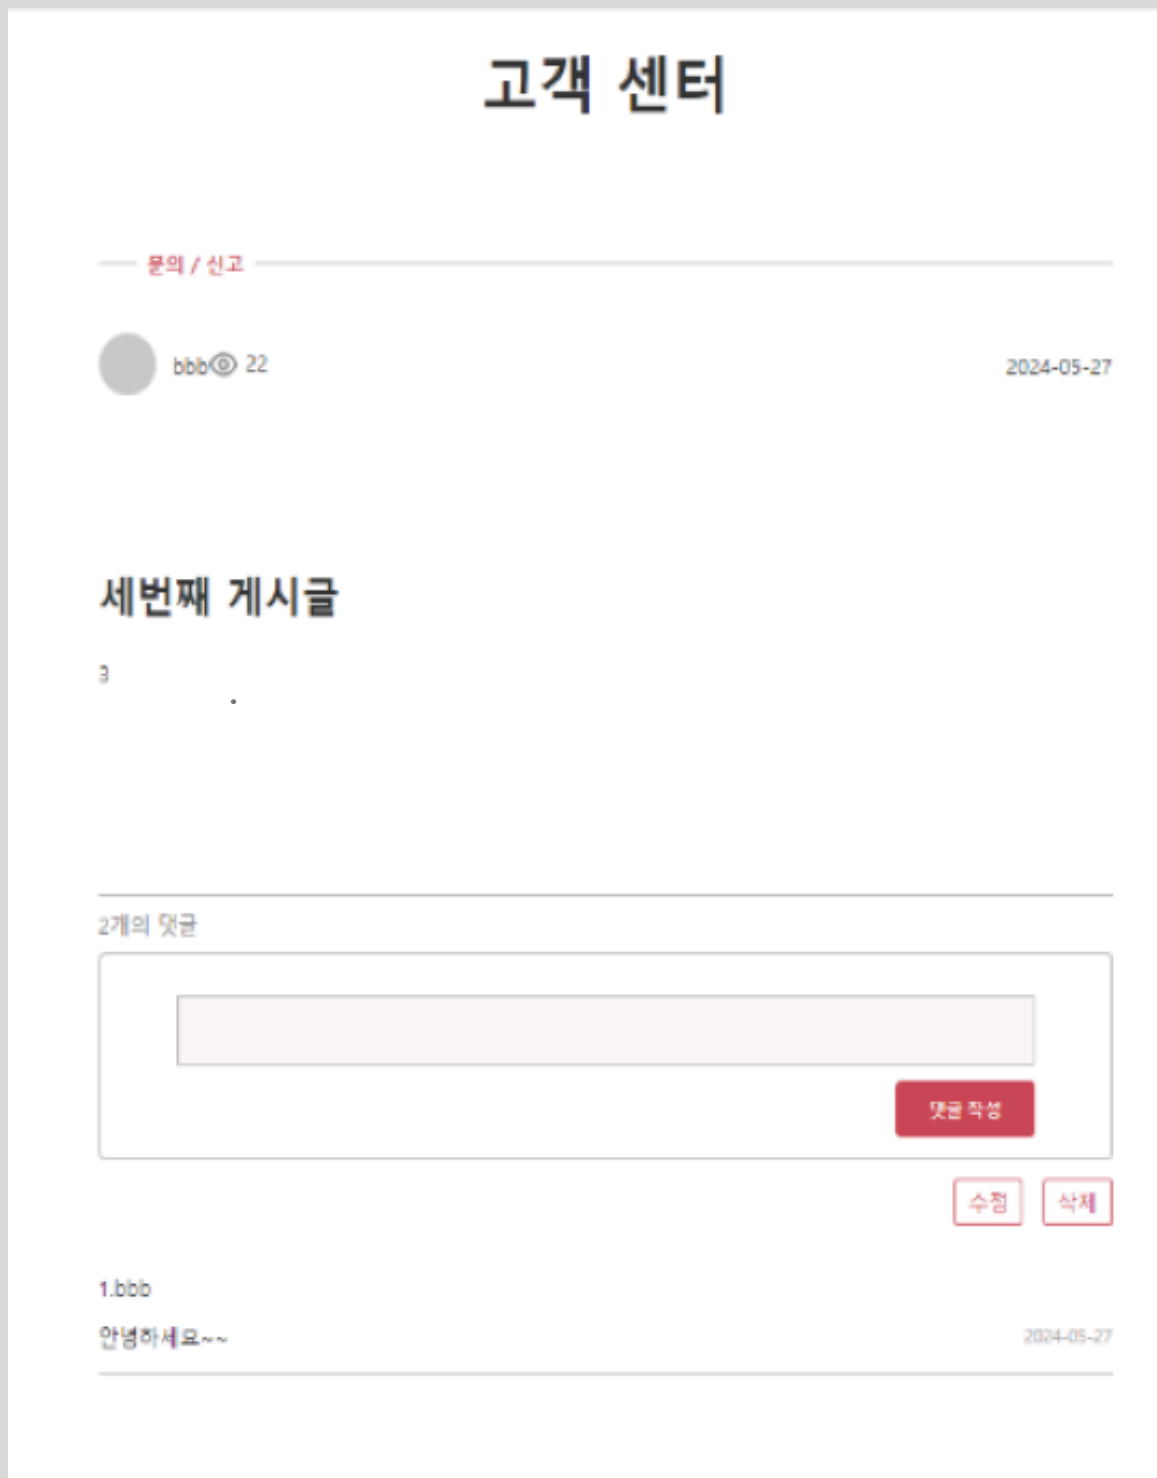 고객 센터
문의 / 신고
bbb 22
2024-05-27
세번째 게시글
3
2개의 댓글
댓글 작성
수정
삭제
1.bbb
안녕하세요~~
2024-05-27